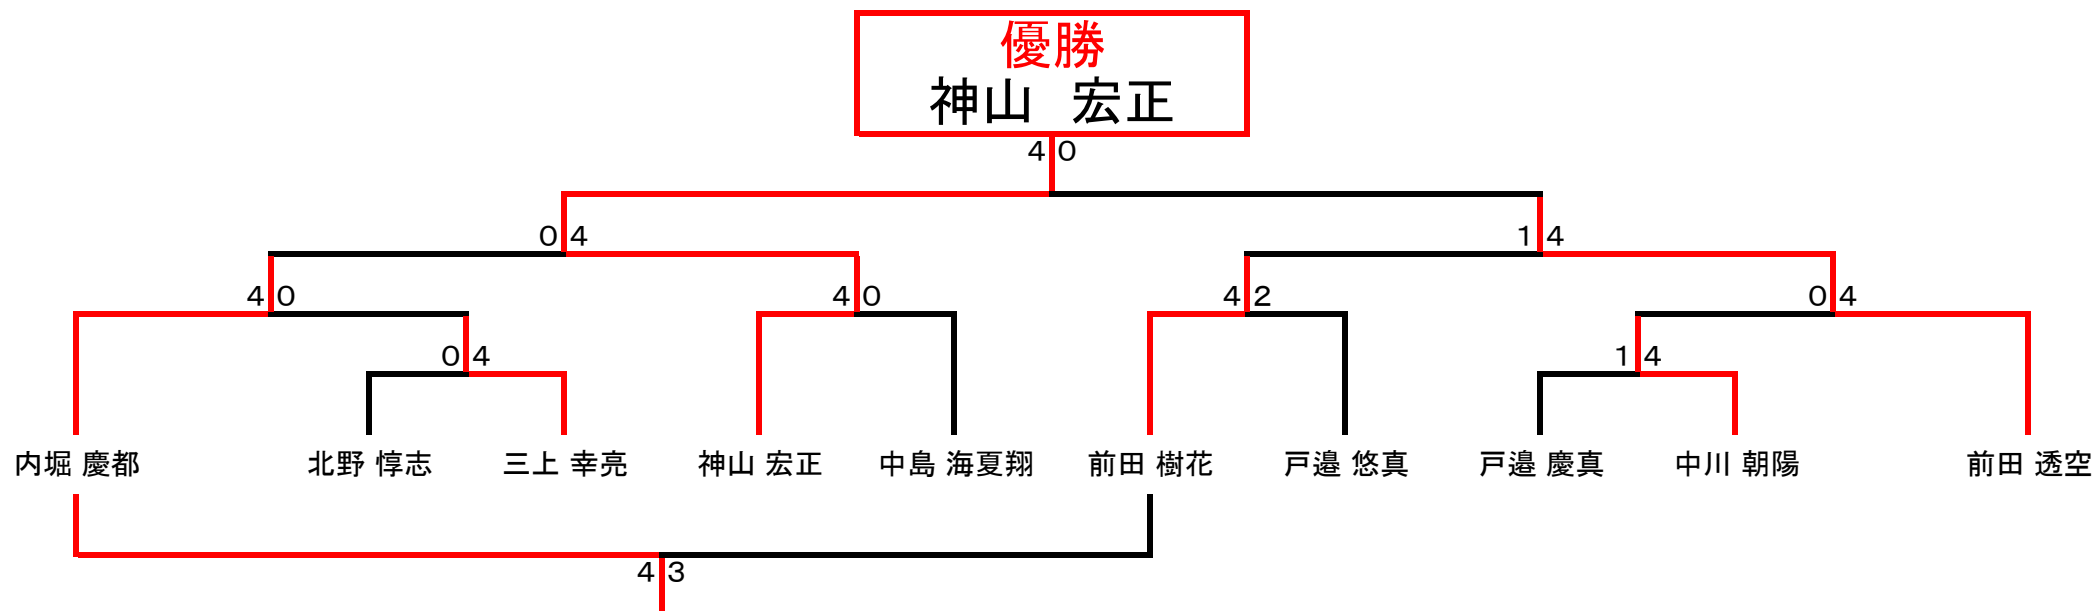 優勝
神山　宏正
4 0
0 4
1 4
4 0
4 0
4 2
0 4
0 4
1 4
内堀 慶都
北野 惇志
三上 幸亮
神山 宏正
中島 海夏翔
前田 樹花
戸邉 悠真
戸邉 慶真
中川 朝陽
前田 透空
4 3